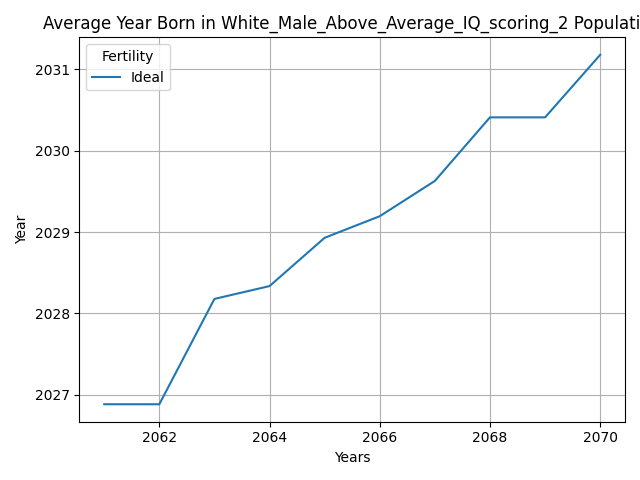 Average Year Born in White_Male_Above_Average_IQ_scoring_2 Populati
Fertility
Ideal
2031
2030
2029
2028
2027
Year
2062 2064 2066 2068 2070
Years